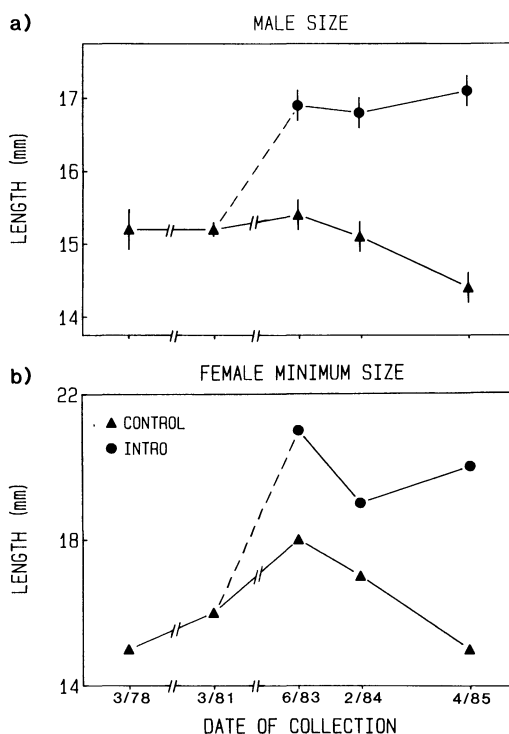 a)
MALE SIZE
17
16
15
14
LENGTH (mm)
b)
FEMALE MINIMUM SIZE
22
18
14
LENGTH (mm)
CONTROL
INTRO
3/78 3/81 6/83 2/84 4/85
DATE OF COLLECTION